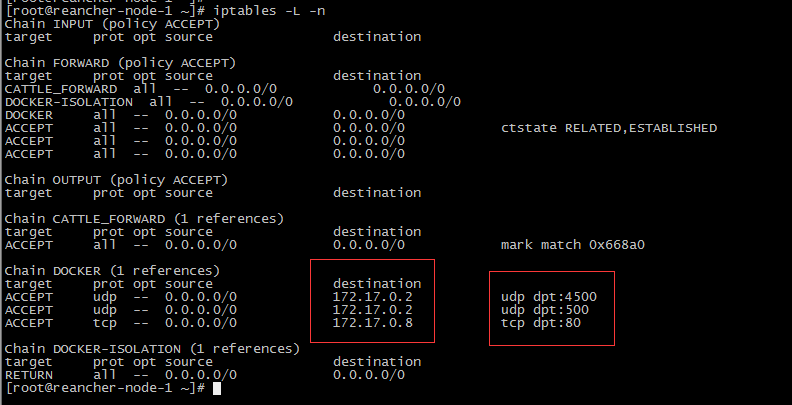 [root@reancher-node-1 ~]# iptables -L -n
Chain INPUT (policy ACCEPT)
target     prot opt source               destination

Chain FORWARD (policy ACCEPT)
target     prot opt source               destination
CATTLE_FORWARD  all  --  0.0.0.0/0            0.0.0.0/0
DOCKER-ISOLATION  all  --  0.0.0.0/0            0.0.0.0/0
DOCKER     all  --  0.0.0.0/0            0.0.0.0/0
ACCEPT     all  --  0.0.0.0/0            0.0.0.0/0            ctstate RELATED,ESTABLISHED
ACCEPT     all  --  0.0.0.0/0            0.0.0.0/0
ACCEPT     all  --  0.0.0.0/0            0.0.0.0/0

Chain OUTPUT (policy ACCEPT)
target     prot opt source               destination

Chain CATTLE_FORWARD (1 references)
target     prot opt source               destination
ACCEPT     all  --  0.0.0.0/0            0.0.0.0/0            mark match 0x668a0

Chain DOCKER (1 references)
target     prot opt source               destination
ACCEPT     udp  --  0.0.0.0/0            172.17.0.2           udp dpt:4500
ACCEPT     udp  --  0.0.0.0/0            172.17.0.2           udp dpt:500
ACCEPT     tcp  --  0.0.0.0/0            172.17.0.8           tcp dpt:80

Chain DOCKER-ISOLATION (1 references)
target     prot opt source               destination
RETURN     all  --  0.0.0.0/0            0.0.0.0/0
[root@reancher-node-1 ~]#